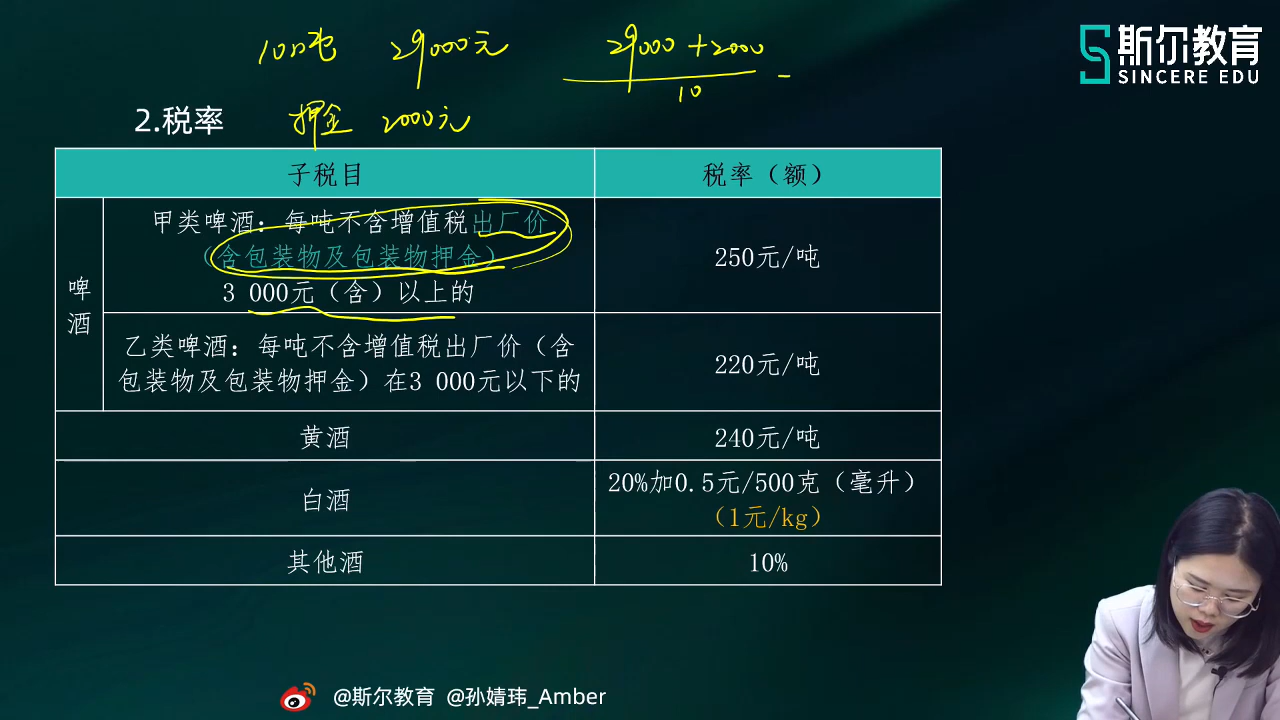 10吨 29000元 29000+2000
10 =
斯尔教育
SINCERE EDU
2.税率 押金 2000元
子税目 税率（额）
啤酒 甲类啤酒：每吨不含增值税出厂价
（含包装物及包装物押金）
3 000元（含）以上的
250元/吨
乙类啤酒：每吨不含增值税出厂价（含
包装物及包装物押金）在3 000元以下的
220元/吨
黄酒 240元/吨
白酒 20%加0.5元/500克（毫升）
（1元/kg）
其他酒 10%
@斯尔教育 @孙婧玮_Amber